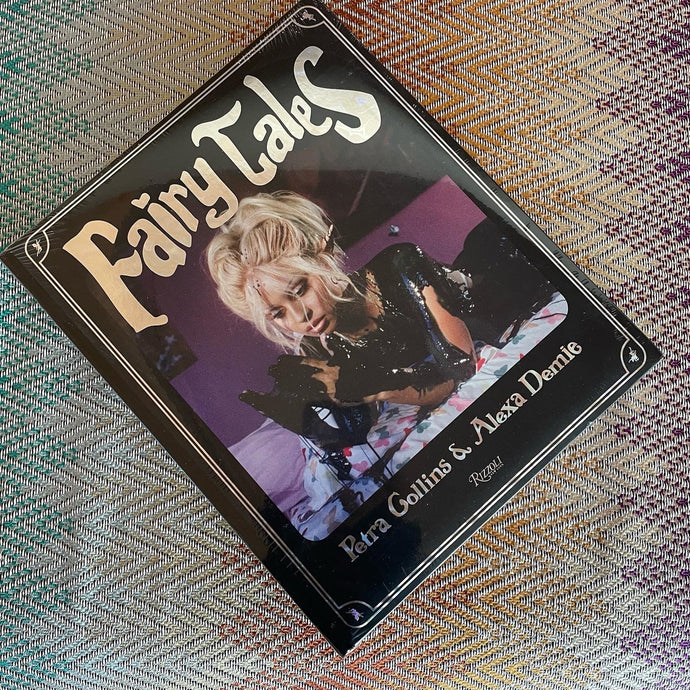 Fairy Tales
Petra Collins & Alexa Demie
RIZZOLI